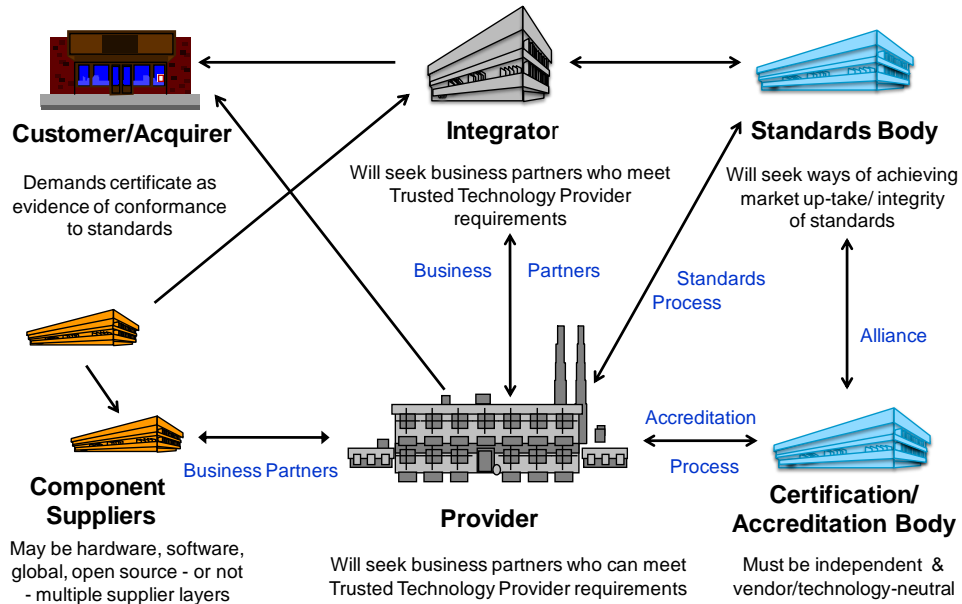 Customer/Acquirer
Demands certificate as
evidence of conformance
to standards
Integrator
Will seek business partners who meet
Trusted Technology Provider
requirements
Standards Body
Will seek ways of achieving
market up-take/ integrity
of standards
Business Partners
Standards
Process
Alliance
Accreditation
Process
Business Partners
Component
Suppliers
May be hardware, software,
global, open source - or not
- multiple supplier layers
Provider
Will seek business partners who can meet
Trusted Technology Provider requirements
Certification/
Accreditation Body
Must be independent &
vendor/technology-neutral